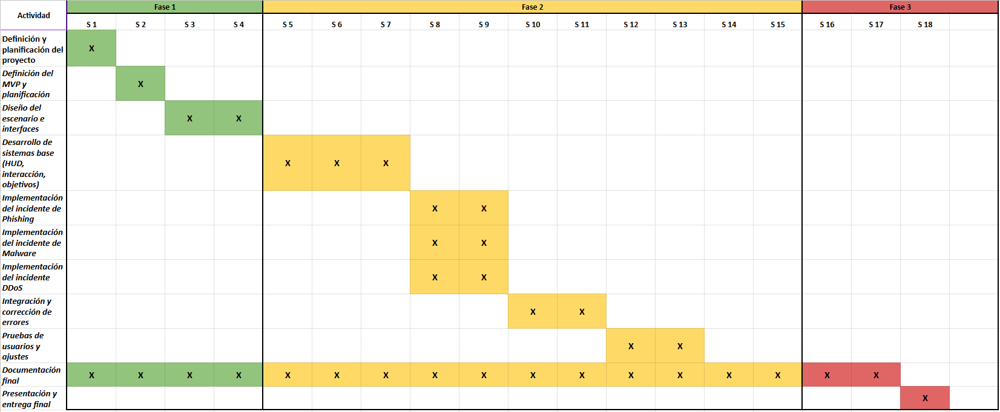 Actividad
Fase 1
Fase 2
Fase 3
S 1 S 2 S 3 S 4 S 5 S 6 S 7 S 8 S 9 S 10 S 11 S 12 S 13 S 14 S 15 S 16 S 17 S 18
Definición y
planificación del
proyecto
X
Definición del
MVP y
planificación
X
Diseño del
escenario e
interfaces
X X
Desarrollo de
sistemas base
(HUD,
interacción,
objetivos)
X X X
Implementación
del incidente de
Phishing
X X
Implementación
del incidente de
Malware
X X
Implementación
del incidente
DDoS
X X
Integración y
corrección de
errores
X X
Pruebas de
usuarios y
ajustes
X X
Documentación
final
X X X X X X X X X X X X X X X X X
Presentación y
entrega final
X